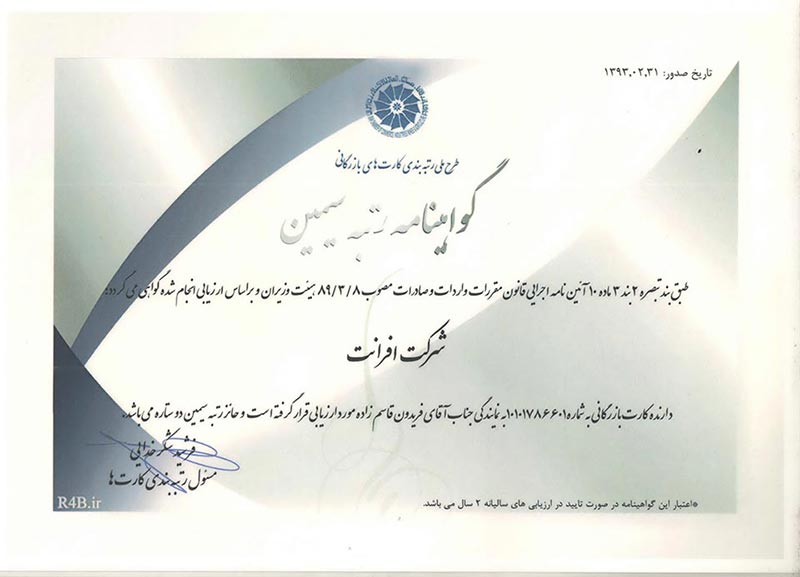 تاریخ صدور: ۱۳۹۳.۰۲.۳۱
طرح ملی رتبه بندی کارت های بازرگانی
گواهینامه رتبه سیمین
طبق بند تبصره ۲ بند ۳ ماده ۱۰ آئین نامه اجرایی قانون مقررات واردات و صادرات مصوب ۸۹/۳/۸ هیئت وزیران و براساس ارزیابی انجام شده گواهی می گردد:
شرکت افرانت
دارنده کارت بازرگانی به شماره ۱۰۱۰۱۷۸۶۶۰۱ به نمایندگی جناب آقای فریدون قاسم زاده مورد ارزیابی قرار گرفته است و حائز رتبه سیمین دو ستاره می باشد.
فرشید شکرخدایی
مسئول رتبه بندی کارت ها
*اعتبار این گواهینامه در صورت تایید در ارزیابی های سالیانه ۲ سال می باشد.
R4B.ir